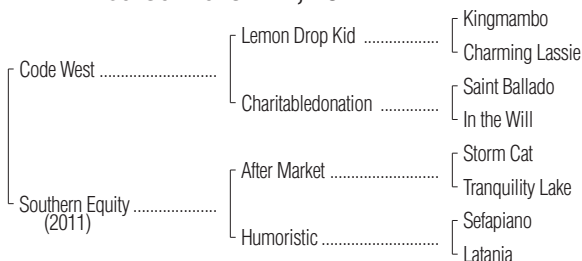 Kingmambo
Lemon Drop Kid ..................
Charming Lassie
Code West ............................
Saint Ballado
Charitabledonation ..............
In the Will
Storm Cat
After Market ..........................
Tranquility Lake
Southern Equity ....................
(2011)
Sefapiano
Humoristic ............................
Latania